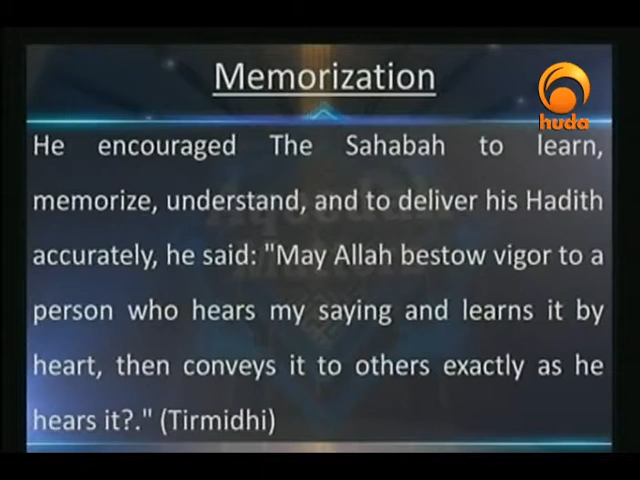 Memorization
huda
He encouraged The Sahabah to learn,
memorize, understand, and to deliver his Hadith
accurately, he said: "May Allah bestow vigor to a
person who hears my saying and learns it by
heart, then conveys it to others exactly as he
hears it?." (Tirmidhi)